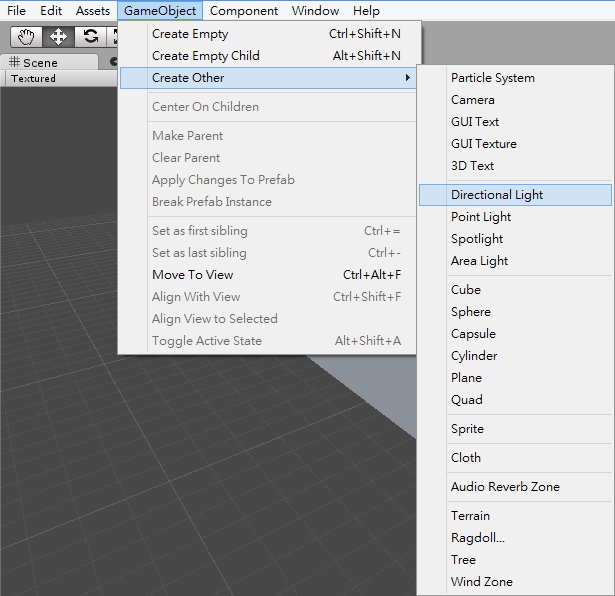 File Edit Assets GameObject Component Window Help
Scene
Textured
Create Empty Ctrl+Shift+N
Create Empty Child Alt+Shift+N
Create Other
Center On Children
Make Parent
Clear Parent
Apply Changes To Prefab
Break Prefab Instance
Set as first sibling Ctrl+=
Set as last sibling Ctrl+-
Move To View Ctrl+Alt+F
Align With View Ctrl+Shift+F
Align View to Selected
Toggle Active State Alt+Shift+A
Particle System
Camera
GUI Text
GUI Texture
3D Text
Directional Light
Point Light
Spotlight
Area Light
Cube
Sphere
Capsule
Cylinder
Plane
Quad
Sprite
Cloth
Audio Reverb Zone
Terrain
Ragdoll...
Tree
Wind Zone